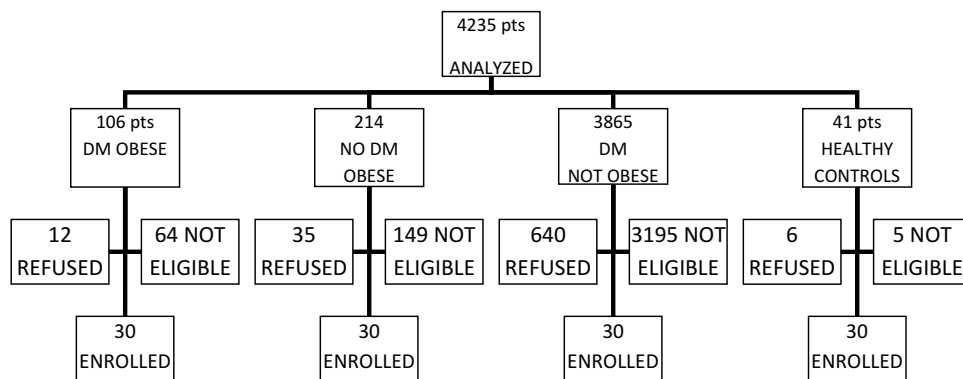 4235 pts
ANALYZED
106 pts
DM OBESE
214
NO DM
OBESE
3865
DM
NOT OBESE
41 pts
HEALTHY
CONTROLS
12
REFUSED
64 NOT
ELIGIBLE
35
REFUSED
149 NOT
ELIGIBLE
640
REFUSED
3195 NOT
ELIGIBLE
6
REFUSED
5 NOT
ELIGIBLE
30
ENROLLED
30
ENROLLED
30
ENROLLED
30
ENROLLED